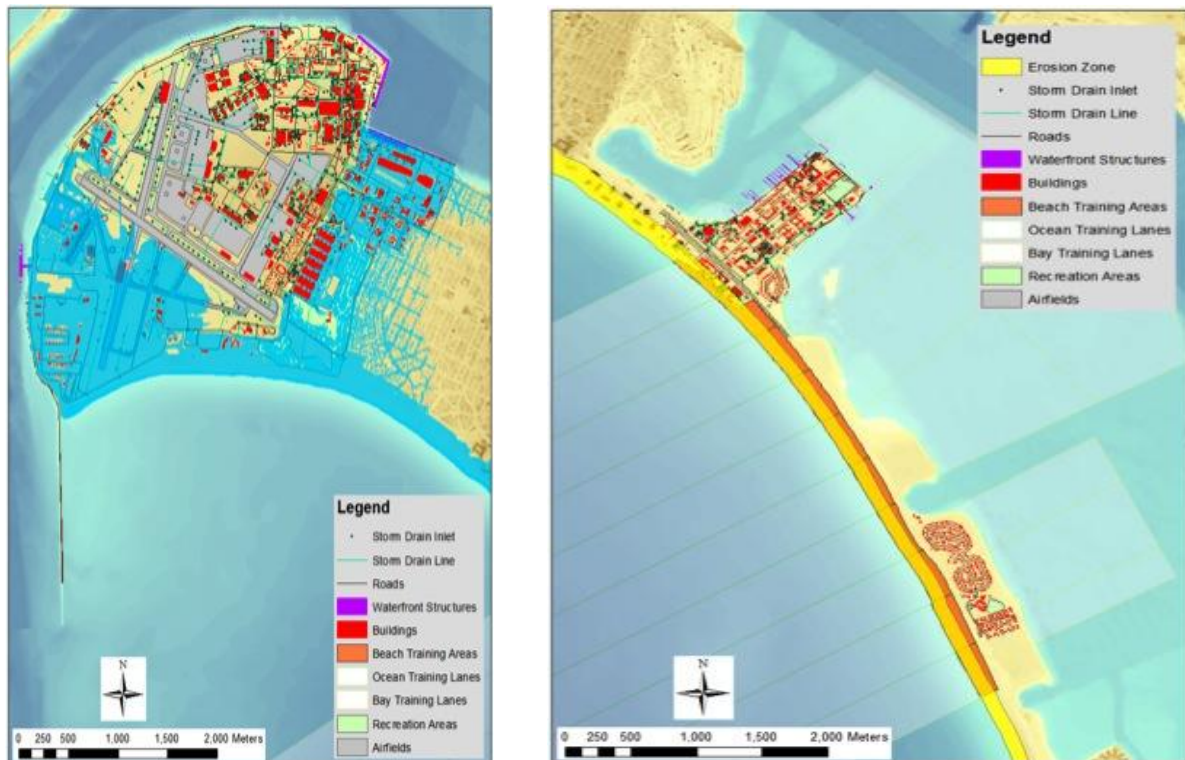 Legend
Storm Drain Inlet
Storm Drain Line
Roads
Waterfront Structures
Buildings
Beach Training Areas
Ocean Training Lanes
Bay Training Lanes
Recreation Areas
Airfields
N
0 250 500 1,000 1,500 2,000 Meters
Legend
Erosion Zone
Storm Drain Inlet
Storm Drain Line
Roads
Waterfront Structures
Buildings
Beach Training Areas
Ocean Training Lanes
Bay Training Lanes
Recreation Areas
Airfields
N
0 250 500 1,000 1,500 2,000 Meters